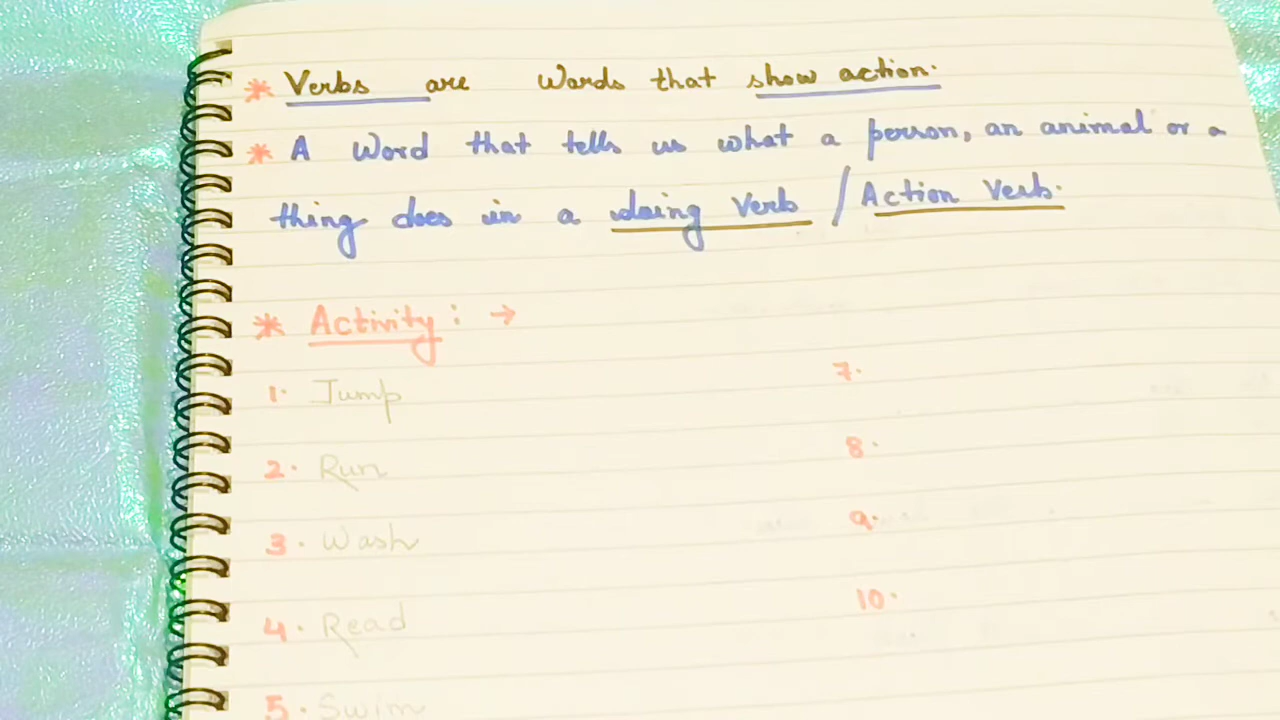 * Verbs are Words that show action.
* A Word that tells us what a person, an animal or a
thing does in a doing Verb / Action Verb.
* Activity : →
1. Jump
2. Run
3. Wash
4. Read
5. Swim
7.
8.
9.
10.